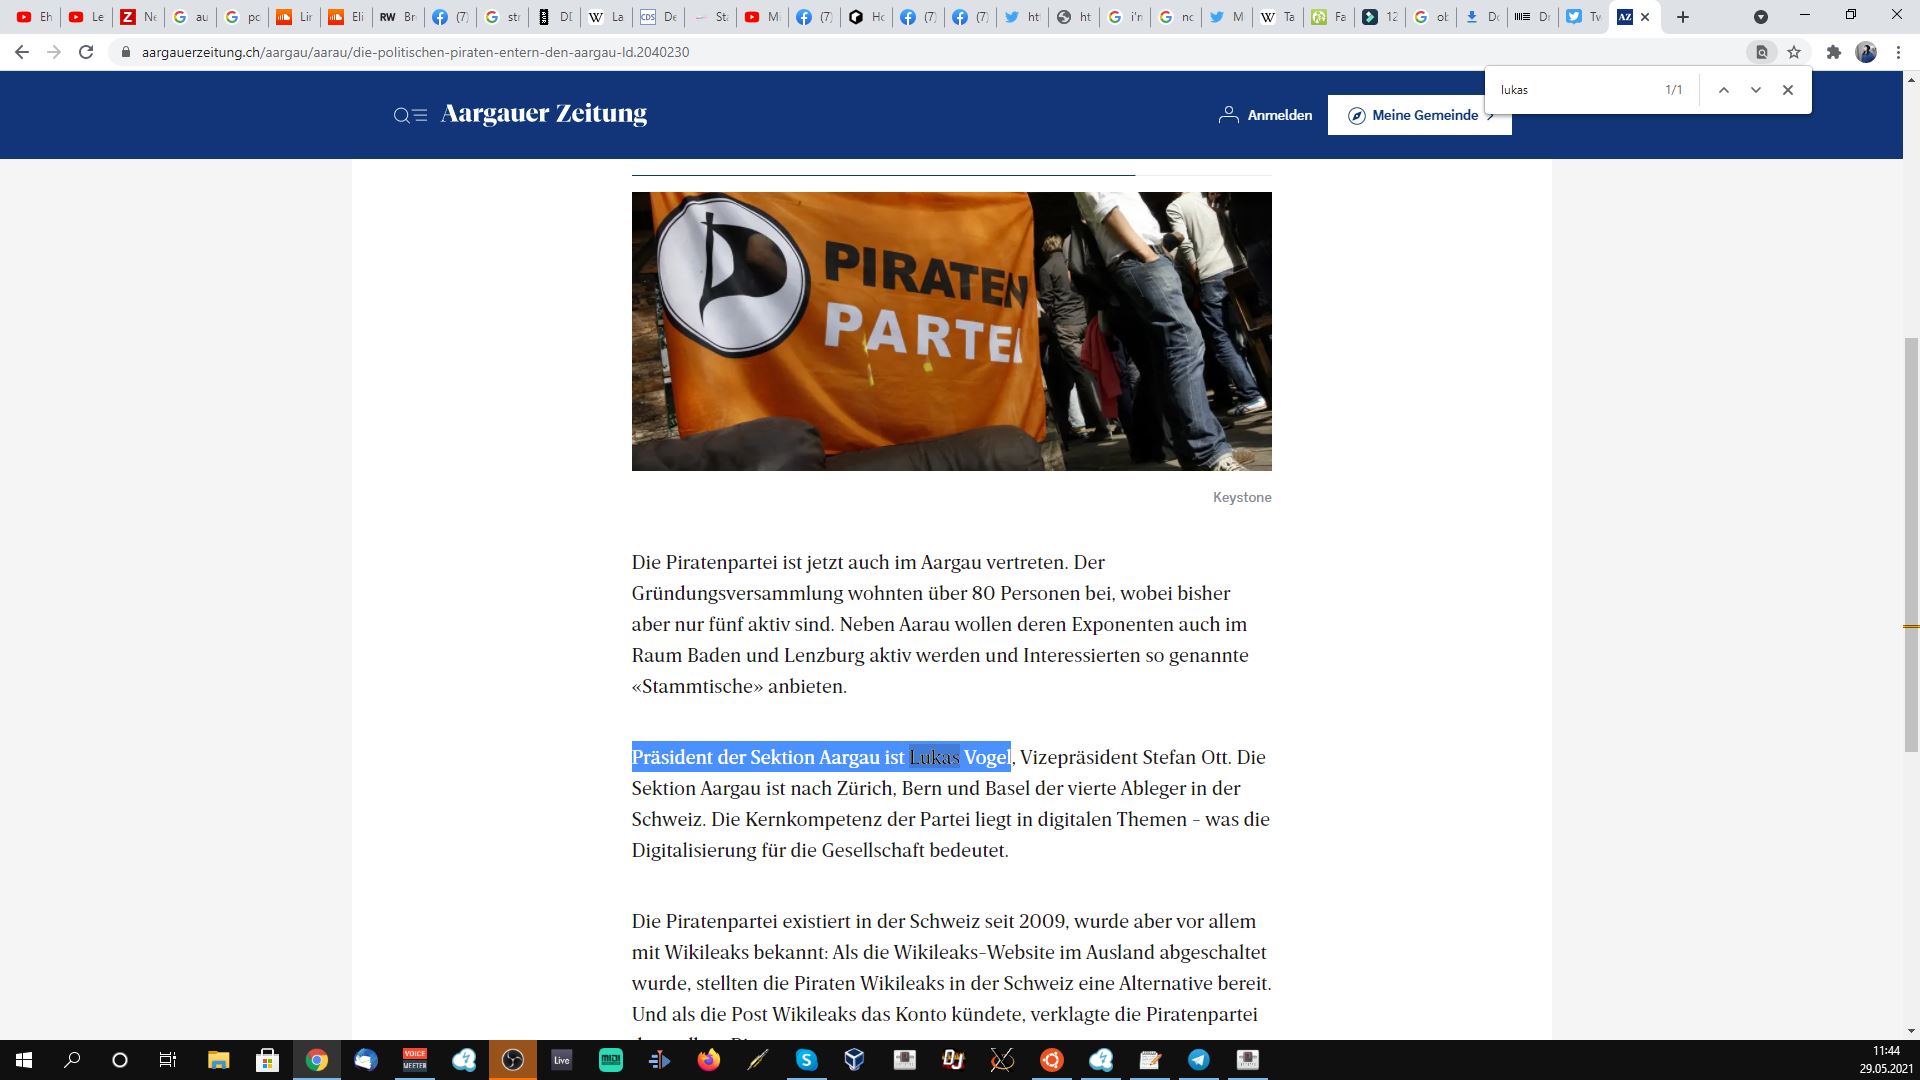 Eh
Le
Ne
au
pc
Lir
Eli
RW Br
(7)
str
DD
W La
CDS De
Sta
Mi
(7)
Ho
(7)
(7)
htt
ht
i'm
nc
M
W Ta
Fa
12
ob
Do
Dr
Tv
AZ
aargauerzeitung.ch/aargau/aarau/die-politischen-piraten-entern-den-aargau-ld.2040230
lukas 1/1
Aargauer Zeitung
Anmelden
Meine Gemeinde
PIRATEN
PARTEI
Keystone
Die Piratenpartei ist jetzt auch im Aargau vertreten. Der
Gründungsversammlung wohnten über 80 Personen bei, wobei bisher
aber nur fünf aktiv sind. Neben Aarau wollen deren Exponenten auch im
Raum Baden und Lenzburg aktiv werden und Interessierten so genannte
«Stammtische» anbieten.
Präsident der Sektion Aargau ist Lukas Vogel, Vizepräsident Stefan Ott. Die
Sektion Aargau ist nach Zürich, Bern und Basel der vierte Ableger in der
Schweiz. Die Kernkompetenz der Partei liegt in digitalen Themen - was die
Digitalisierung für die Gesellschaft bedeutet.
Die Piratenpartei existiert in der Schweiz seit 2009, wurde aber vor allem
mit Wikileaks bekannt: Als die Wikileaks-Website im Ausland abgeschaltet
wurde, stellten die Piraten Wikileaks in der Schweiz eine Alternative bereit.
Und als die Post Wikileaks das Konto kündete, verklagte die Piratenpartei
VOICE
MEETER
Live
MIDI
11:44
29.05.2021